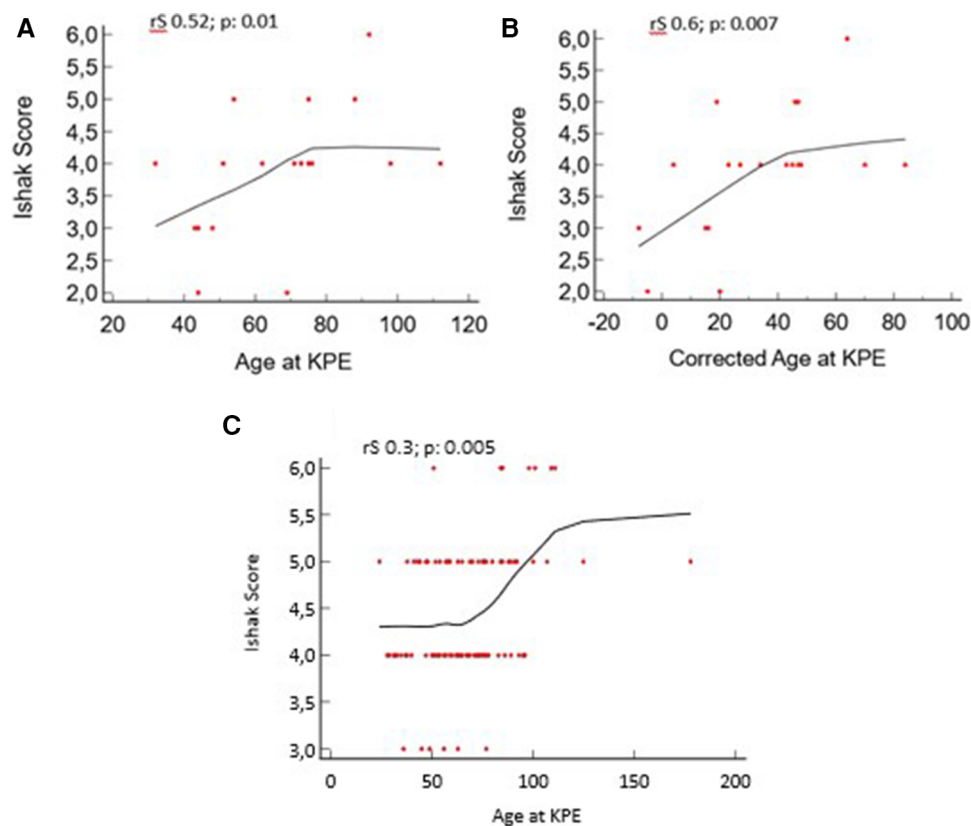 A
rS 0.52; p: 0.01
Ishak Score
6,0
5,5
5,0
4,5
4,0
3,5
3,0
2,5
2,0
20 40 60 80 100 120
Age at KPE
B
rS 0.6; p: 0.007
Ishak Score
6,0
5,5
5,0
4,5
4,0
3,5
3,0
2,5
2,0
-20 0 20 40 60 80 100
Corrected Age at KPE
C
rS 0.3; p: 0.005
Ishak Score
6,0
5,5
5,0
4,5
4,0
3,5
3,0
0 50 100 150 200
Age at KPE